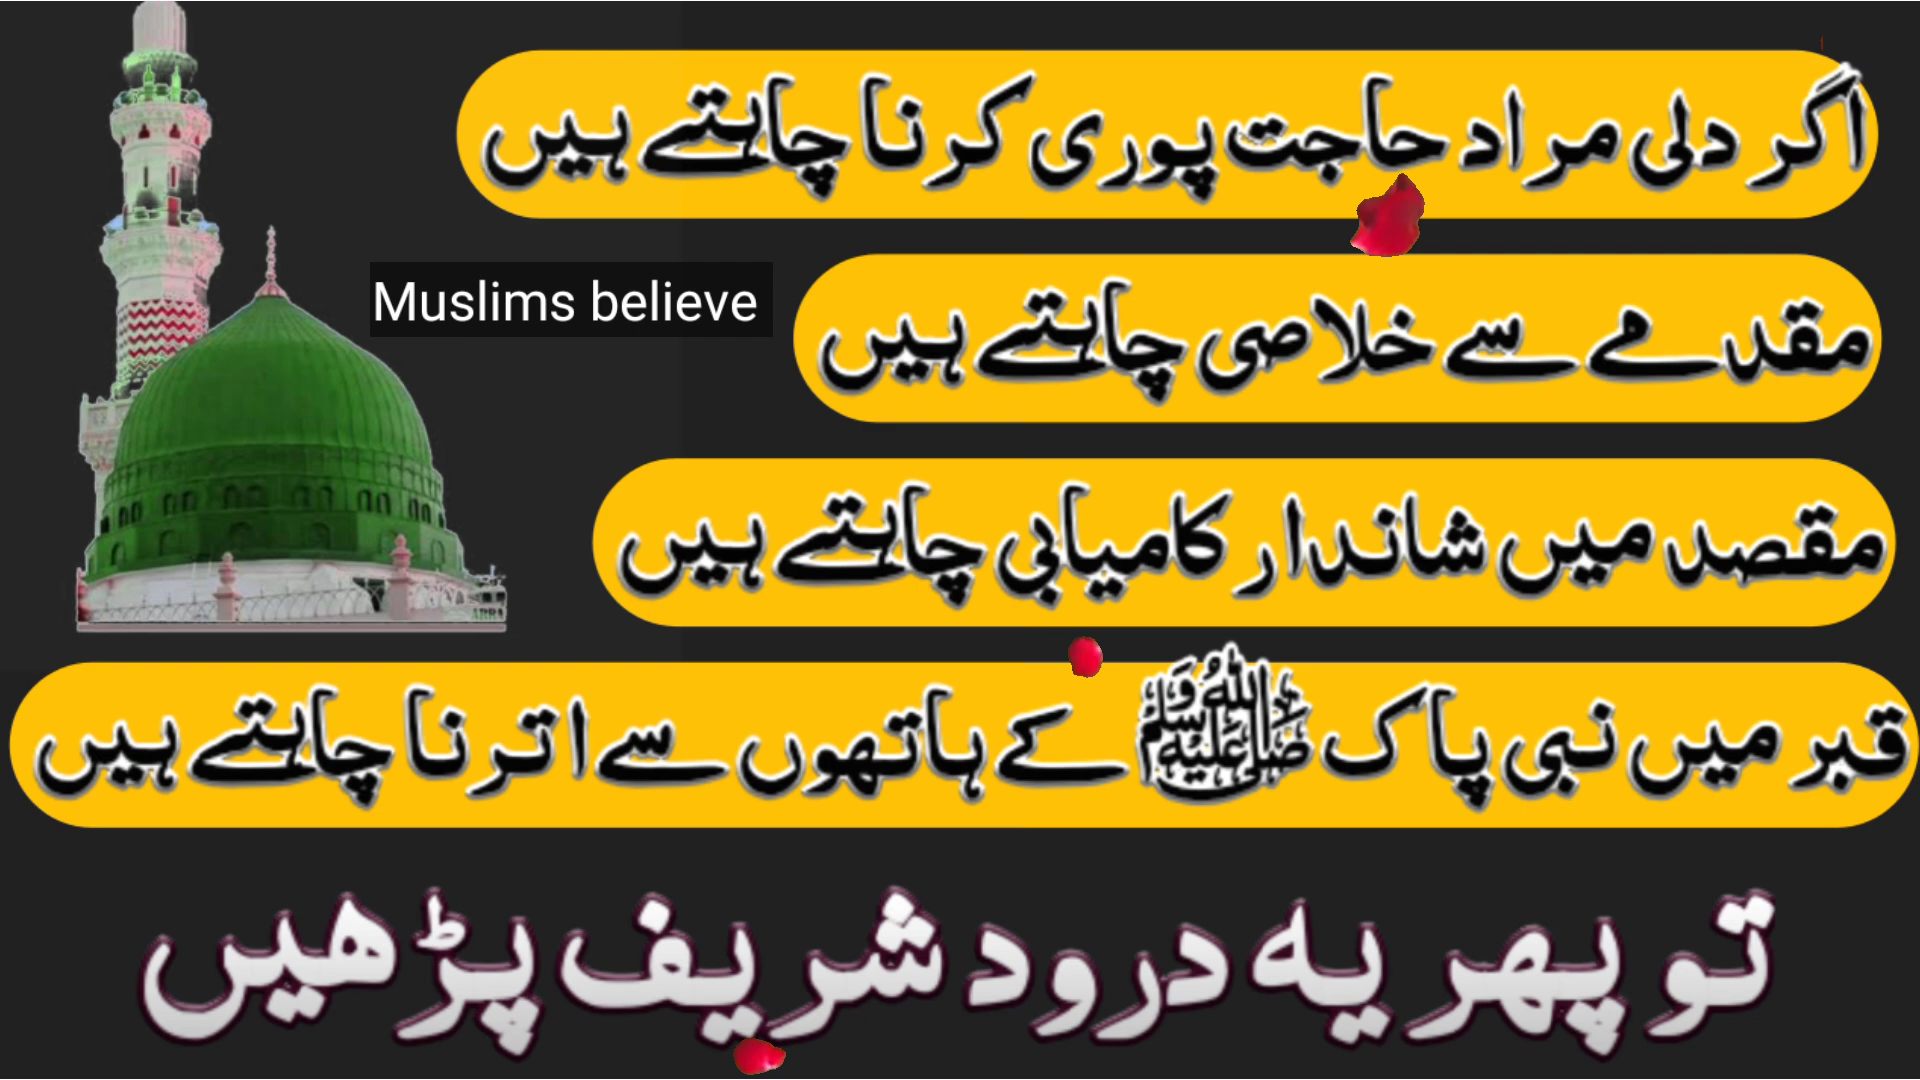 اگر دلی مراد حاجت پوری کرنا چاہتے ہیں
Muslims believe
مقدمے سے خلاصی چاہتے ہیں
مقصد میں شاندار کامیابی چاہتے ہیں
قبر میں نبی پاک ﷺ کے ہاتھوں سے اترنا چاہتے ہیں
تو پھر یہ درود شریف پڑھیں